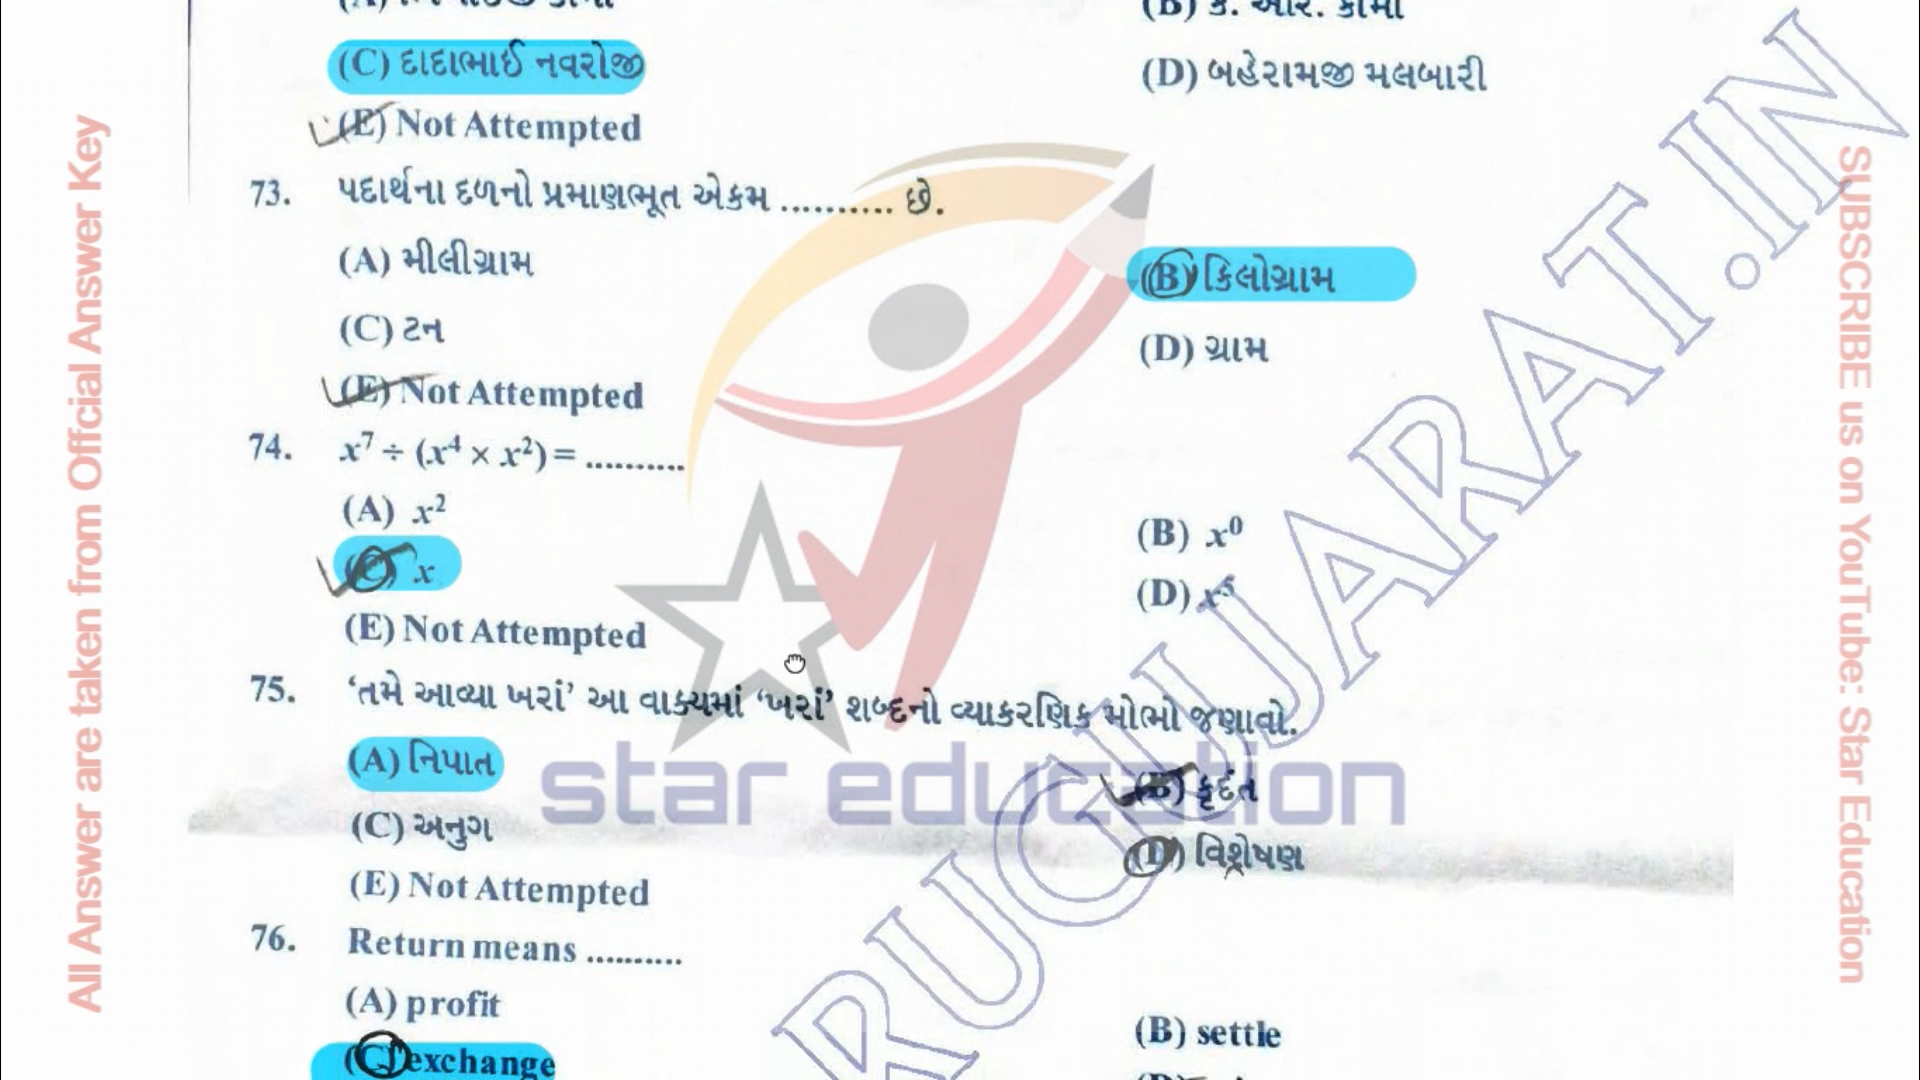 (C) દાદાભાઈ નવરોજી
(D) બહેરામજી મલબારી
(E) Not Attempted
73. પદાર્થના દળનો પ્રમાણભૂત એકમ .......... છે.
(A) મીલીગ્રામ
(B) કિલોગ્રામ
(C) ટન
(D) ગ્રામ
(E) Not Attempted
74. x⁷ ÷ (x⁴ × x²) = ..........
(A) x²
(B) x⁰
(C) x
(D) x⁵
(E) Not Attempted
75. ‘તમે આવ્યા ખરાં’ આ વાક્યમાં ‘ખરાં’ શબ્દનો વ્યાકરણિક મોભો જણાવો.
(A) નિપાત
(B) કૃદંત
(C) અનુગ
(D) વિશ્લેષણ
(E) Not Attempted
76. Return means ..........
(A) profit
(B) settle
(C) exchange
All Answer are taken from Offcial Answer Key
SUBSCRIBE us on YouTube: Star Education
star education
RUGUJARAT.IN